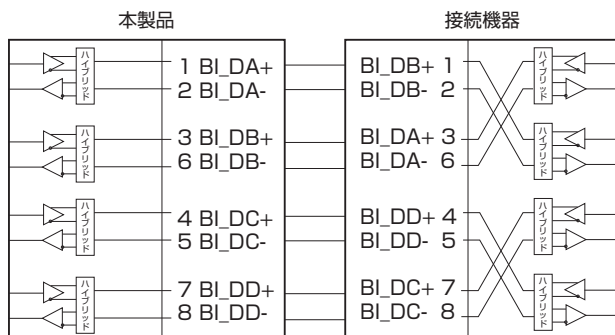 本製品 接続機器
ハイブリッド 1 BI_DA+ BI_DB+ 1 ハイブリッド
2 BI_DA- BI_DB- 2
ハイブリッド 3 BI_DB+ BI_DA+ 3 ハイブリッド
6 BI_DB- BI_DA- 6
ハイブリッド 4 BI_DC+ BI_DD+ 4 ハイブリッド
5 BI_DC- BI_DD- 5
ハイブリッド 7 BI_DD+ BI_DC+ 7 ハイブリッド
8 BI_DD- BI_DC- 8